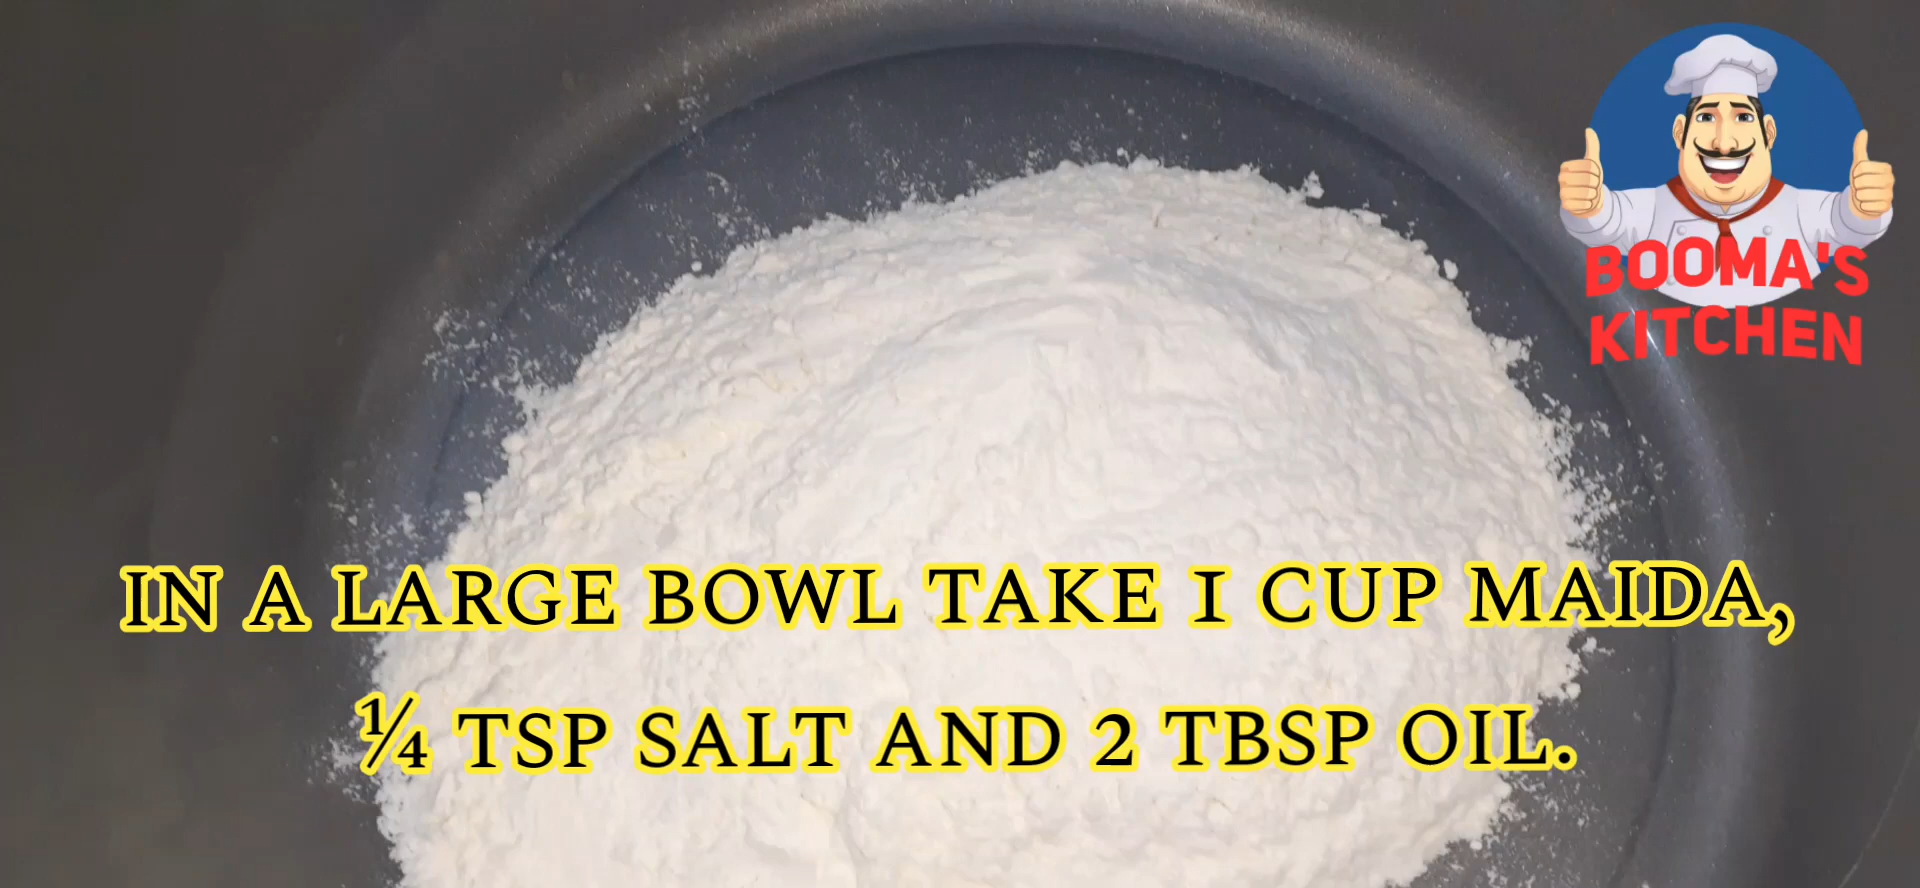 BOOMA'S
KITCHEN
IN A LARGE BOWL TAKE 1 CUP MAIDA,
¼ TSP SALT AND 2 TBSP OIL.